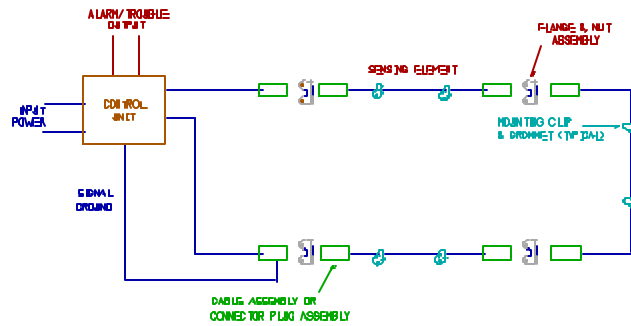 ALARM/TROUBLE
OUTPUT
FLANGE & NUT
ASSEMBLY
SENSING ELEMENT
CONTROL
UNIT
INPUT
POWER
MOUNTING CLIP
& GROMMET (TYP)
SIGNAL
GROUND
CABLE ASSEMBLY OR
CONNECTOR PLUG ASSEMBLY